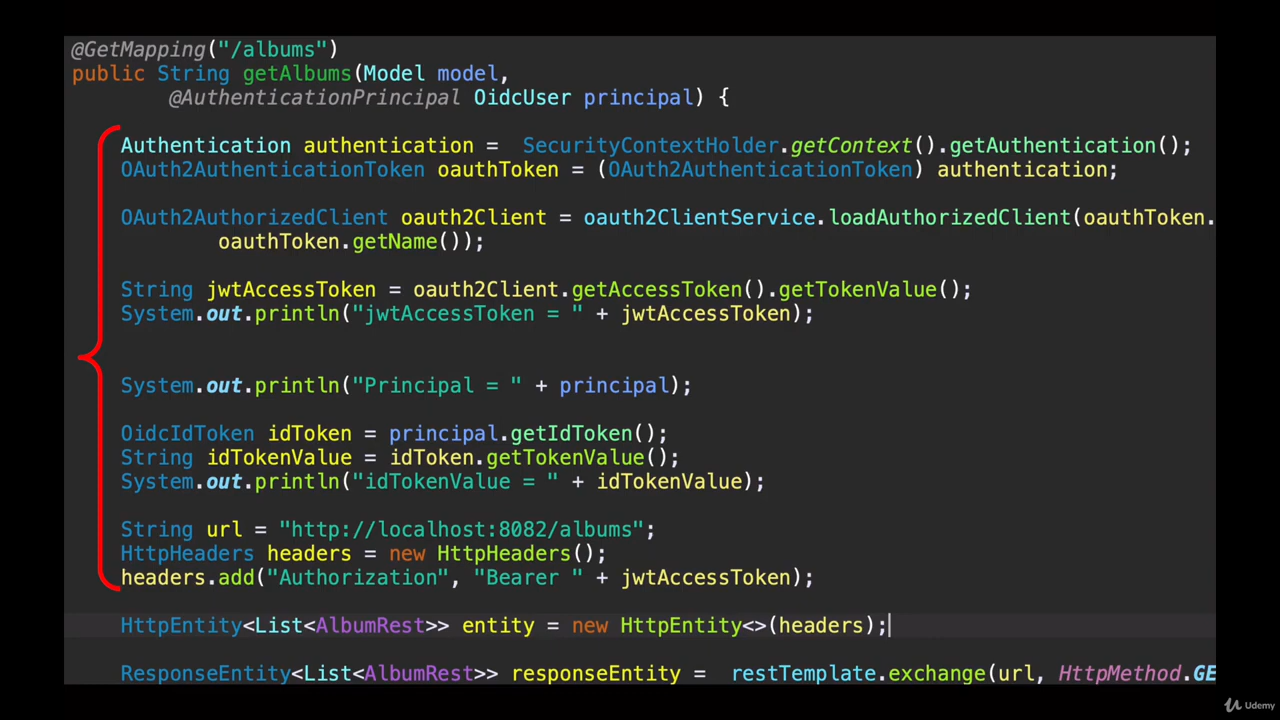 @GetMapping("/albums")
public String getAlbums(Model model,
@AuthenticationPrincipal OidcUser principal) {
Authentication authentication = SecurityContextHolder.getContext().getAuthentication();
OAuth2AuthenticationToken oauthToken = (OAuth2AuthenticationToken) authentication;
OAuth2AuthorizedClient oauth2Client = oauth2ClientService.loadAuthorizedClient(oauthToken.
oauthToken.getName());
String jwtAccessToken = oauth2Client.getAccessToken().getTokenValue();
System.out.println("jwtAccessToken = " + jwtAccessToken);
System.out.println("Principal = " + principal);
OidcIdToken idToken = principal.getIdToken();
String idTokenValue = idToken.getTokenValue();
System.out.println("idTokenValue = " + idTokenValue);
String url = "http://localhost:8082/albums";
HttpHeaders headers = new HttpHeaders();
headers.add("Authorization", "Bearer " + jwtAccessToken);
HttpEntity<List<AlbumRest>> entity = new HttpEntity<>(headers);
ResponseEntity<List<AlbumRest>> responseEntity = restTemplate.exchange(url, HttpMethod.GE
Udemy